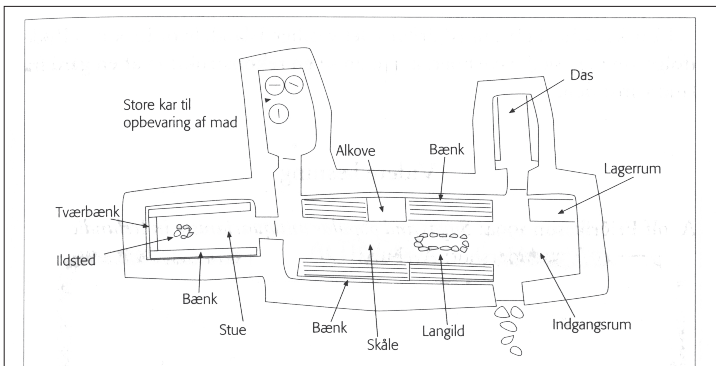 Das
Store kar til
opbevaring af mad
Alkove
Bænk
Lagerrum
Tværbænk
Ildsted
Bænk
Stue
Bænk
Skåle
Langild
Indgangsrum